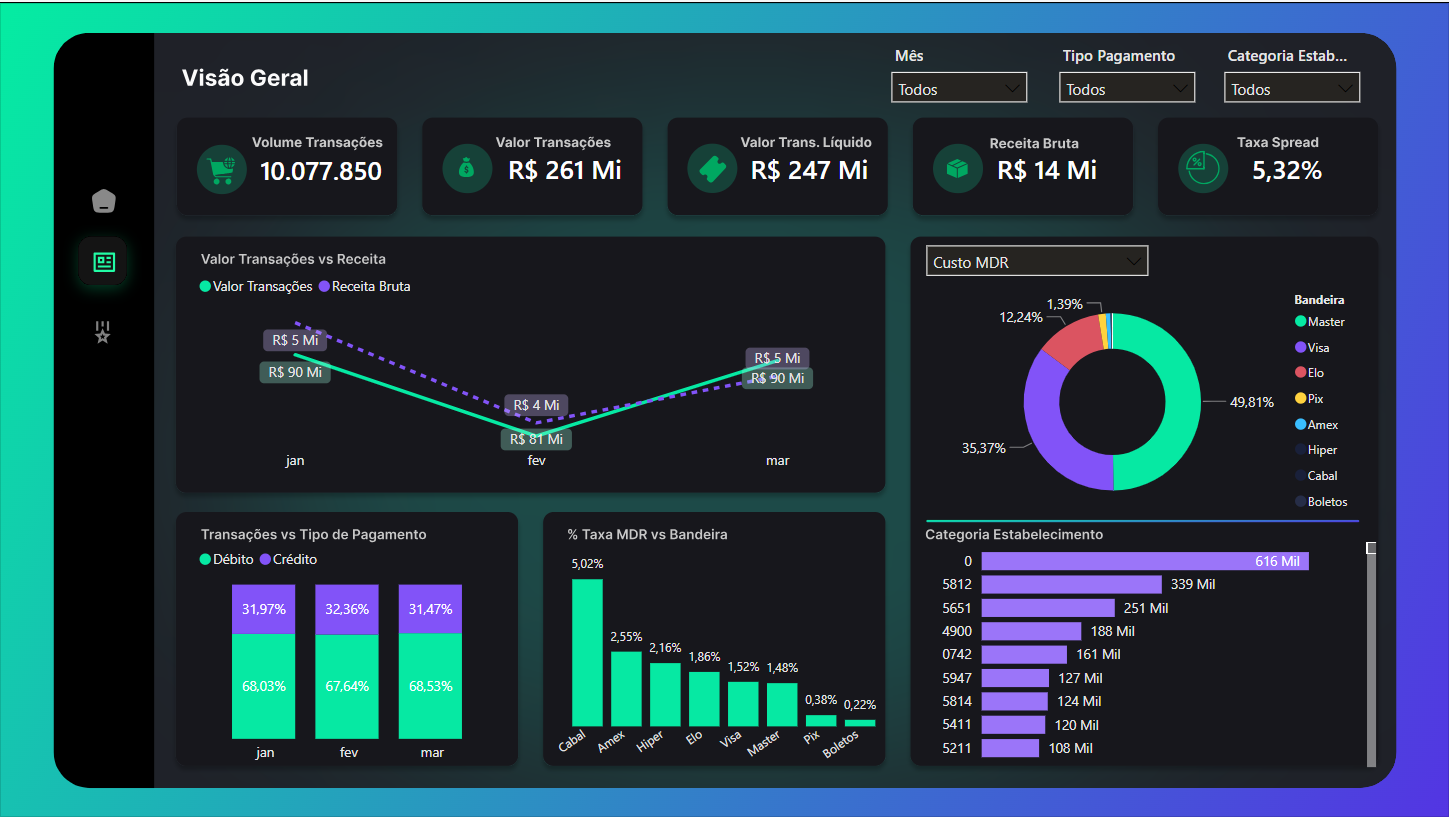 Visão Geral
Mês
Tipo Pagamento
Categoria Estab...
Todos
Todos
Todos
Volume Transações
10.077.850
Valor Transações
R$ 261 Mi
Valor Trans. Líquido
R$ 247 Mi
Receita Bruta
R$ 14 Mi
Taxa Spread
5,32%
Valor Transações vs Receita
Valor Transações
Receita Bruta
R$ 5 Mi
R$ 90 Mi
R$ 4 Mi
R$ 81 Mi
R$ 5 Mi
R$ 90 Mi
jan
fev
mar
Custo MDR
1,39%
12,24%
35,37%
49,81%
Bandeira
Master
Visa
Elo
Pix
Amex
Hiper
Cabal
Boletos
Transações vs Tipo de Pagamento
Débito
Crédito
31,97%
32,36%
31,47%
68,03%
67,64%
68,53%
jan
fev
mar
% Taxa MDR vs Bandeira
5,02%
2,55%
2,16%
1,86%
1,52%
1,48%
0,38%
0,22%
Cabal
Amex
Hiper
Elo
Visa
Master
Pix
Boletos
Categoria Estabelecimento
0 616 Mil
5812 339 Mil
5651 251 Mil
4900 188 Mil
0742 161 Mil
5947 127 Mil
5814 124 Mil
5411 120 Mil
5211 108 Mil